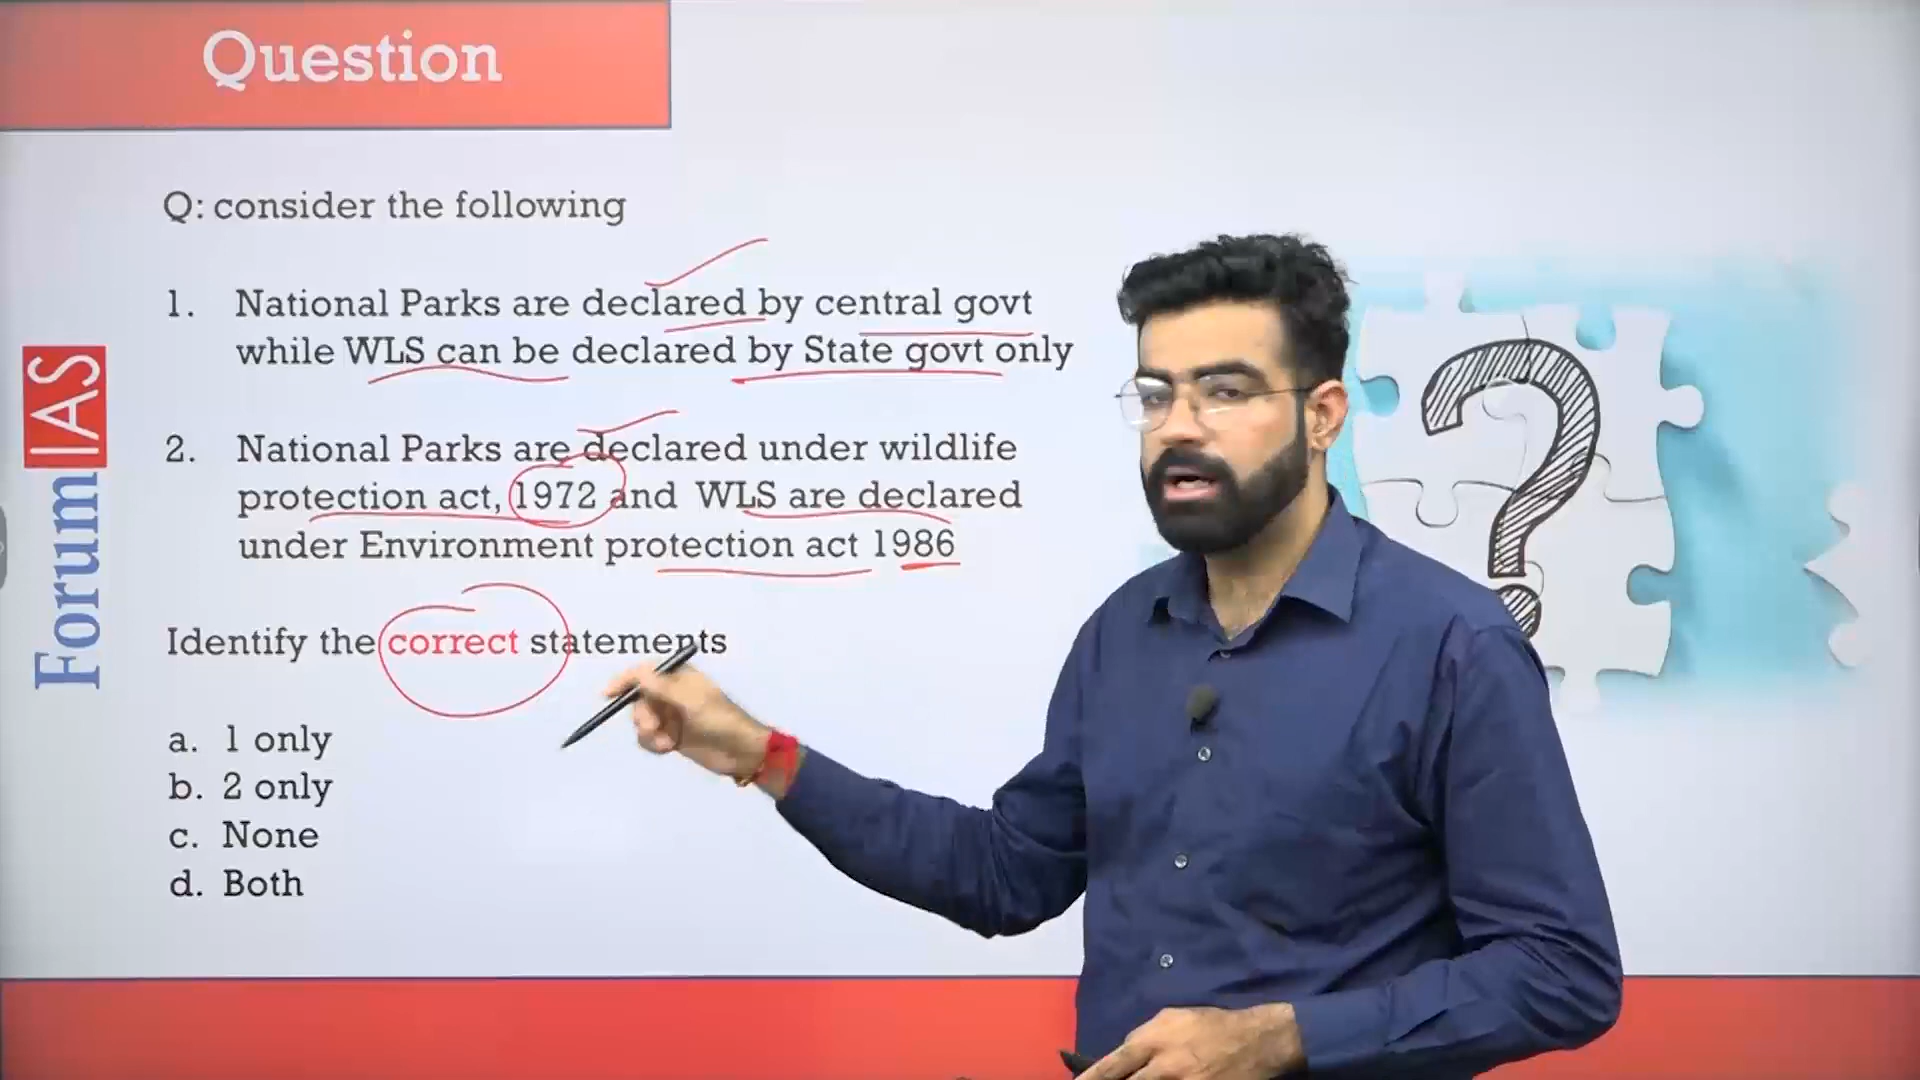 Question
Q: consider the following
1. National Parks are declared by central govt
while WLS can be declared by State govt only
2. National Parks are declared under wildlife
protection act, 1972 and WLS are declared
under Environment protection act 1986
Identify the correct statements
a. 1 only
b. 2 only
c. None
d. Both
Forum IAS